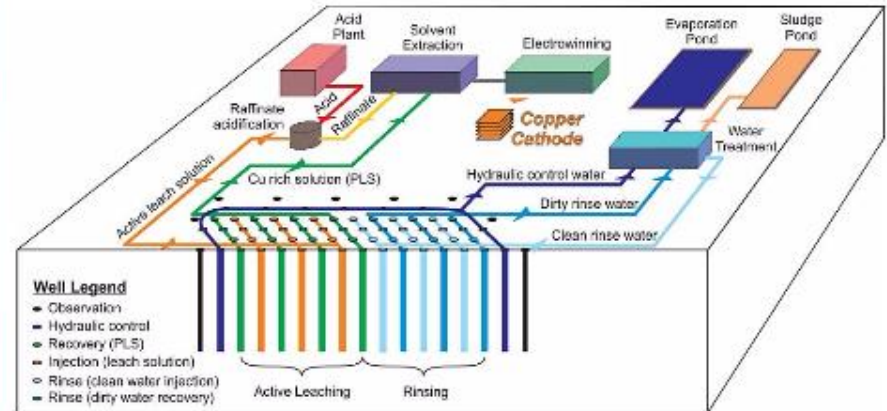 Acid
Plant
Solvent
Extraction
Electrowinning
Evaporation
Pond
Sludge
Pond
Raffinate
acidification
Acid
Raffinate
Copper
Cathode
Water
Treatment
Active leach solution
Cu rich solution (PLS)
Hydraulic control water
Dirty rinse water
Clean rinse water
Well Legend
Observation
Hydraulic control
Recovery (PLS)
Injection (leach solution)
Rinse (clean water injection)
Rinse (dirty water recovery)
Active Leaching
Rinsing